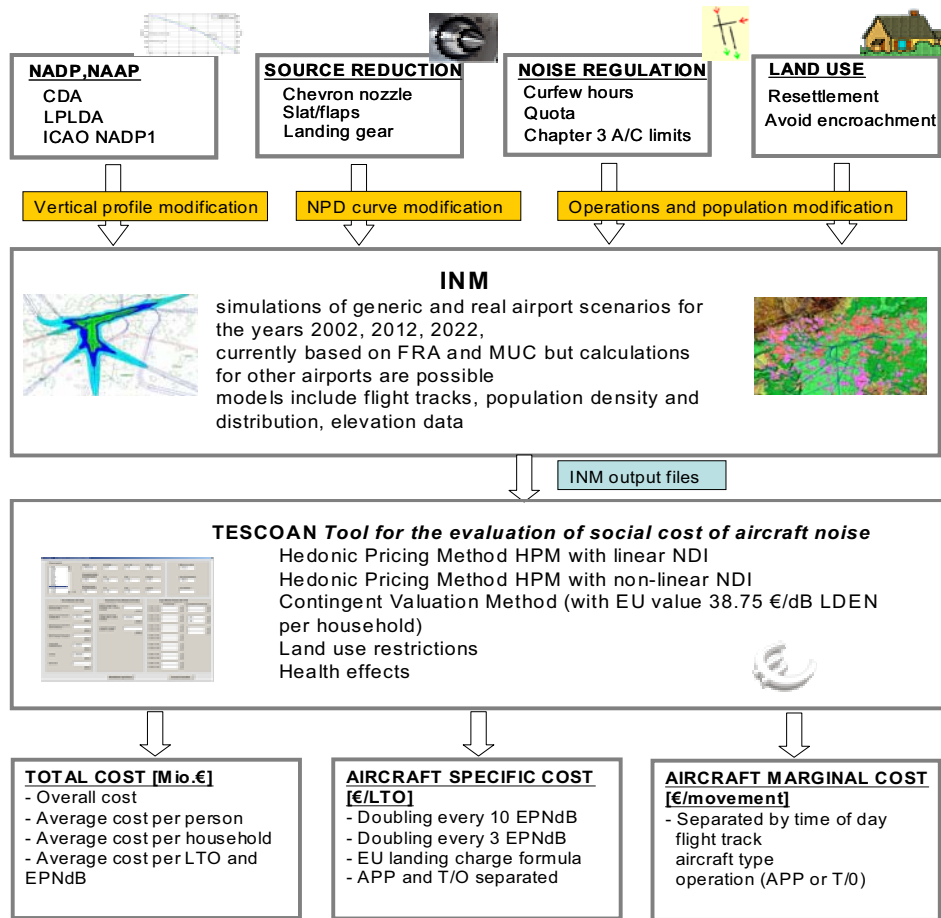 NADP,NAAP
CDA
LPLDA
ICAO NADP1
SOURCE REDUCTION
Chevron nozzle
Slat/flaps
Landing gear
NOISE REGULATION
Curfew hours
Quota
Chapter 3 A/C limits
LAND USE
Resettlement
Avoid encroachment
Vertical profile modification
NPD curve modification
Operations and population modification
INM
simulations of generic and real airport scenarios for
the years 2002, 2012, 2022,
currently based on FRA and MUC but calculations
for other airports are possible
models include flight tracks, population density and
distribution, elevation data
INM output files
TESCOAN Tool for the evaluation of social cost of aircraft noise
Hedonic Pricing Method HPM with linear NDI
Hedonic Pricing Method HPM with non-linear NDI
Contingent Valuation Method (with EU value 38.75 €/dB LDEN
per household)
Land use restrictions
Health effects
TOTAL COST [Mio.€]
- Overall cost
- Average cost per person
- Average cost per household
- Average cost per LTO and
EPNdB
AIRCRAFT SPECIFIC COST
[€/LTO]
- Doubling every 10 EPNdB
- Doubling every 3 EPNdB
- EU landing charge formula
- APP and T/O separated
AIRCRAFT MARGINAL COST
[€/movement]
- Separated by time of day
flight track
aircraft type
operation (APP or T/0)